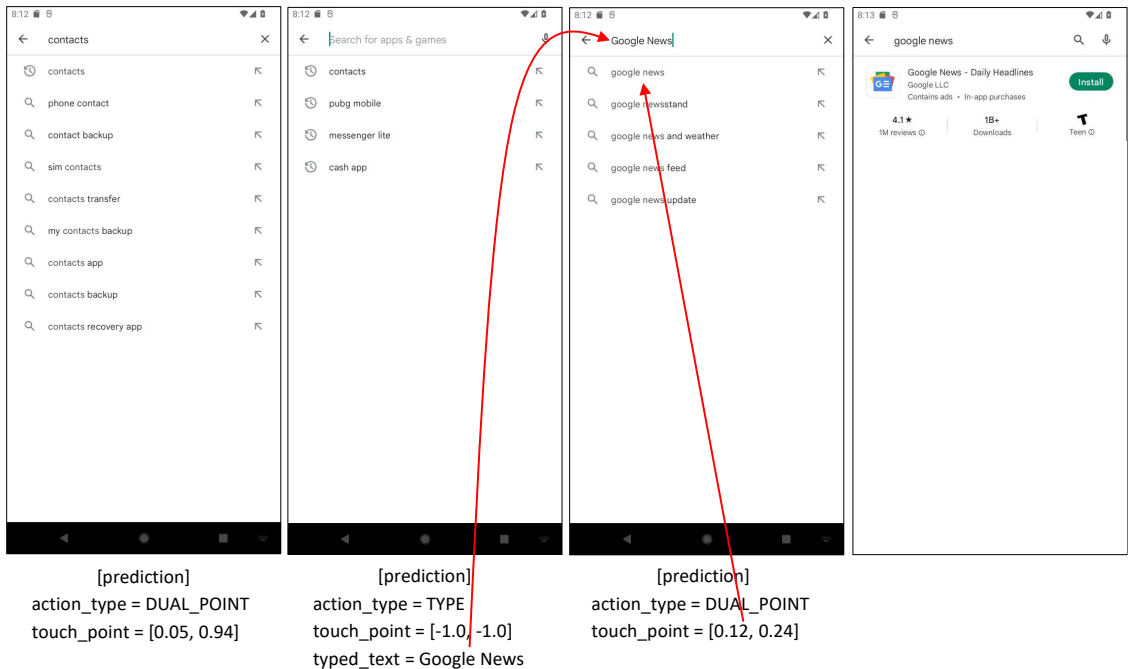 8:12
contacts
contacts
phone contact
contact backup
sim contacts
contacts transfer
my contacts backup
contacts app
contacts backup
contacts recovery app
[prediction]
action_type = DUAL_POINT
touch_point = [0.05, 0.94]
8:12
Search for apps & games
contacts
pubg mobile
messenger lite
cash app
[prediction]
action_type = TYPE
touch_point = [-1.0, -1.0]
typed_text = Google News
8:12
Google News
google news
google newsstand
google news and weather
google news feed
google news update
[prediction]
action_type = DUAL_POINT
touch_point = [0.12, 0.24]
8:13
google news
Google News - Daily Headlines
Google LLC
Contains ads • In-app purchases
Install
4.1★ 1B+ T
1M reviews Downloads Teen